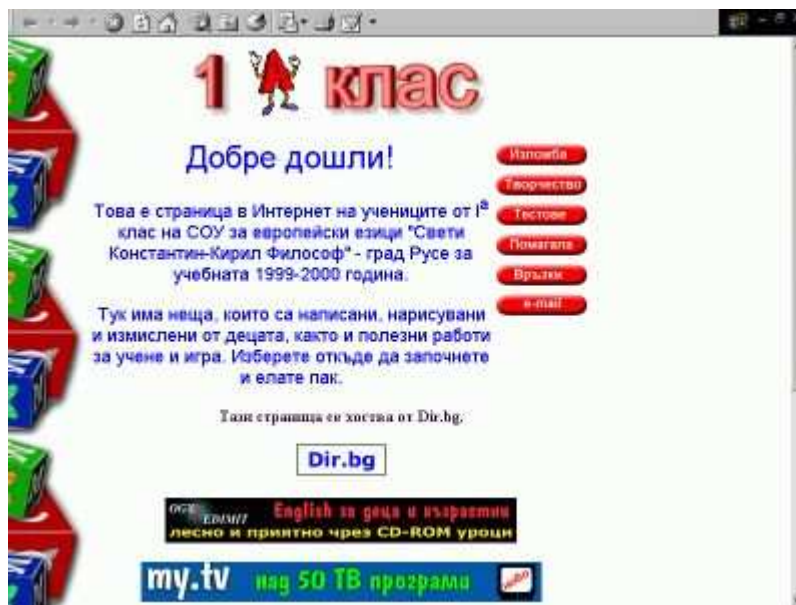 1 А клас
Добре дошли!
Това е страница в Интернет на учениците от Iª
клас на СОУ за европейски езици "Свети
Константин-Кирил Философ" - град Русе за
учебната 1999-2000 година.
Тук има неща, които са написани, нарисувани
и измислени от децата, както и полезни работи
за учене и игра. Изберете откъде да започнете
и елате пак.
Тази страница се хоства от Dir.bg.
Dir.bg
EDIMIT English за деца и възрастни
лесно и приятно чрез CD-ROM уроци
my.tv над 50 ТВ програми
Творчество
Тестове
Помагала
Връзки
e-mail